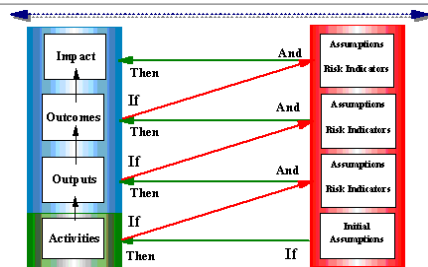 Impact
And
Assumptions
Risk Indicators
Then
If
Outcomes
And
Assumptions
Risk Indicators
Then
If
Outputs
And
Assumptions
Risk Indicators
Then
If
Activities
Initial
Assumptions
Then
If